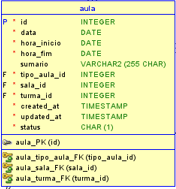 aula
P * id INTEGER
* data DATE
* hora_inicio DATE
* hora_fim DATE
sumario VARCHAR2 (255 CHAR)
F * tipo_aula_id INTEGER
F * sala_id INTEGER
F * turma_id INTEGER
* created_at TIMESTAMP
* updated_at TIMESTAMP
* status CHAR (1)
aula_PK (id)
aula_tipo_aula_FK (tipo_aula_id)
aula_sala_FK (sala_id)
aula_turma_FK (turma_id)